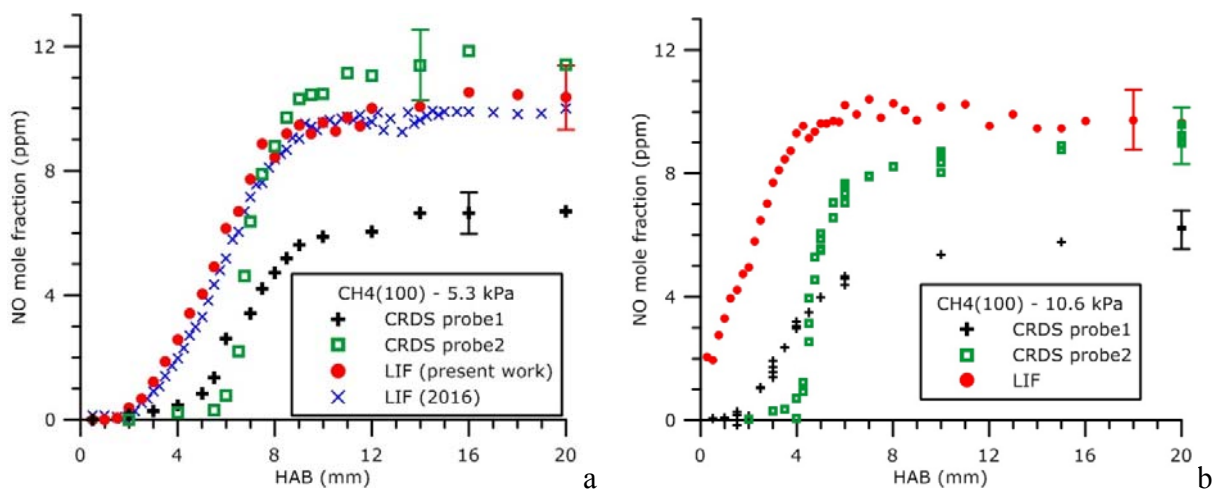 12
8
4
0
NO mole fraction (ppm)
CH4(100) - 5.3 kPa
CRDS probe1
CRDS probe2
LIF (present work)
LIF (2016)
0 4 8 12 16 20
HAB (mm)
a
12
8
4
0
NO mole fraction (ppm)
CH4(100) - 10.6 kPa
CRDS probe1
CRDS probe2
LIF
0 4 8 12 16 20
HAB (mm)
b